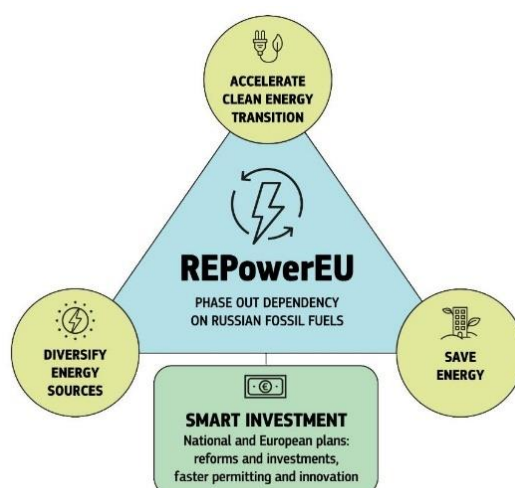 ACCELERATE
CLEAN ENERGY
TRANSITION
REPowerEU
PHASE OUT DEPENDENCY
ON RUSSIAN FOSSIL FUELS
DIVERSIFY
ENERGY
SOURCES
SAVE
ENERGY
€
SMART INVESTMENT
National and European plans:
reforms and investments,
faster permitting and innovation